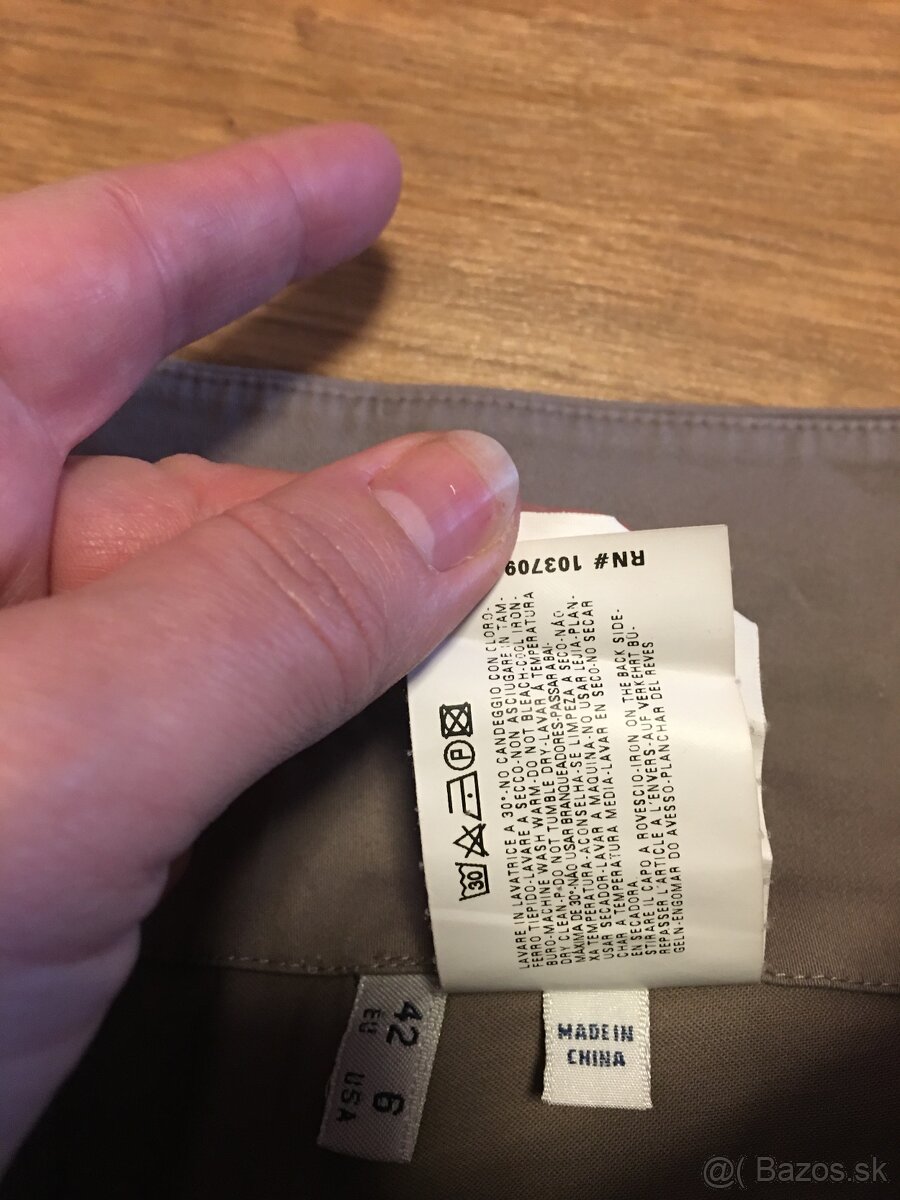 RN# 103709
30
P
LAVARE IN LAVATRICE A 30°-NO CANDEGGIO CON CLORO-
FERRO TIEPIDO-LAVARE A SECCO-NON ASCIUGARE IN TAM-
BURO-MACHINE WASH WARM-DO NOT BLEACH-COOL IRON-
DRY CLEAN-P-DO NOT TUMBLE DRY-LAVAR À TEMPERATURA
MÁXIMA DE 30°-NÃO USAR BRANQUEADORES-PASSAR A BAI-
XA TEMPERATURA-ACONSELHA-SE LIMPEZA A SECO-NÃO
USAR SECADOR-LAVAR A MAQUINA-NO USAR LEJIA-PLAN-
CHAR A TEMPERATURA MEDIA-LAVAR EN SECO-NO SECAR
EN SECADORA
STIRARE IL CAPO A ROVESCIO-IRON ON THE BACK SIDE-
REPASSER L'ARTICLE A L'ENVERS-AUF VERKEHRT BÜ-
GELN-ENGOMAR DO AVESSO-PLANCHAR DEL REVES
42 6
EU USA
MADE IN
CHINA
@( Bazos.sk